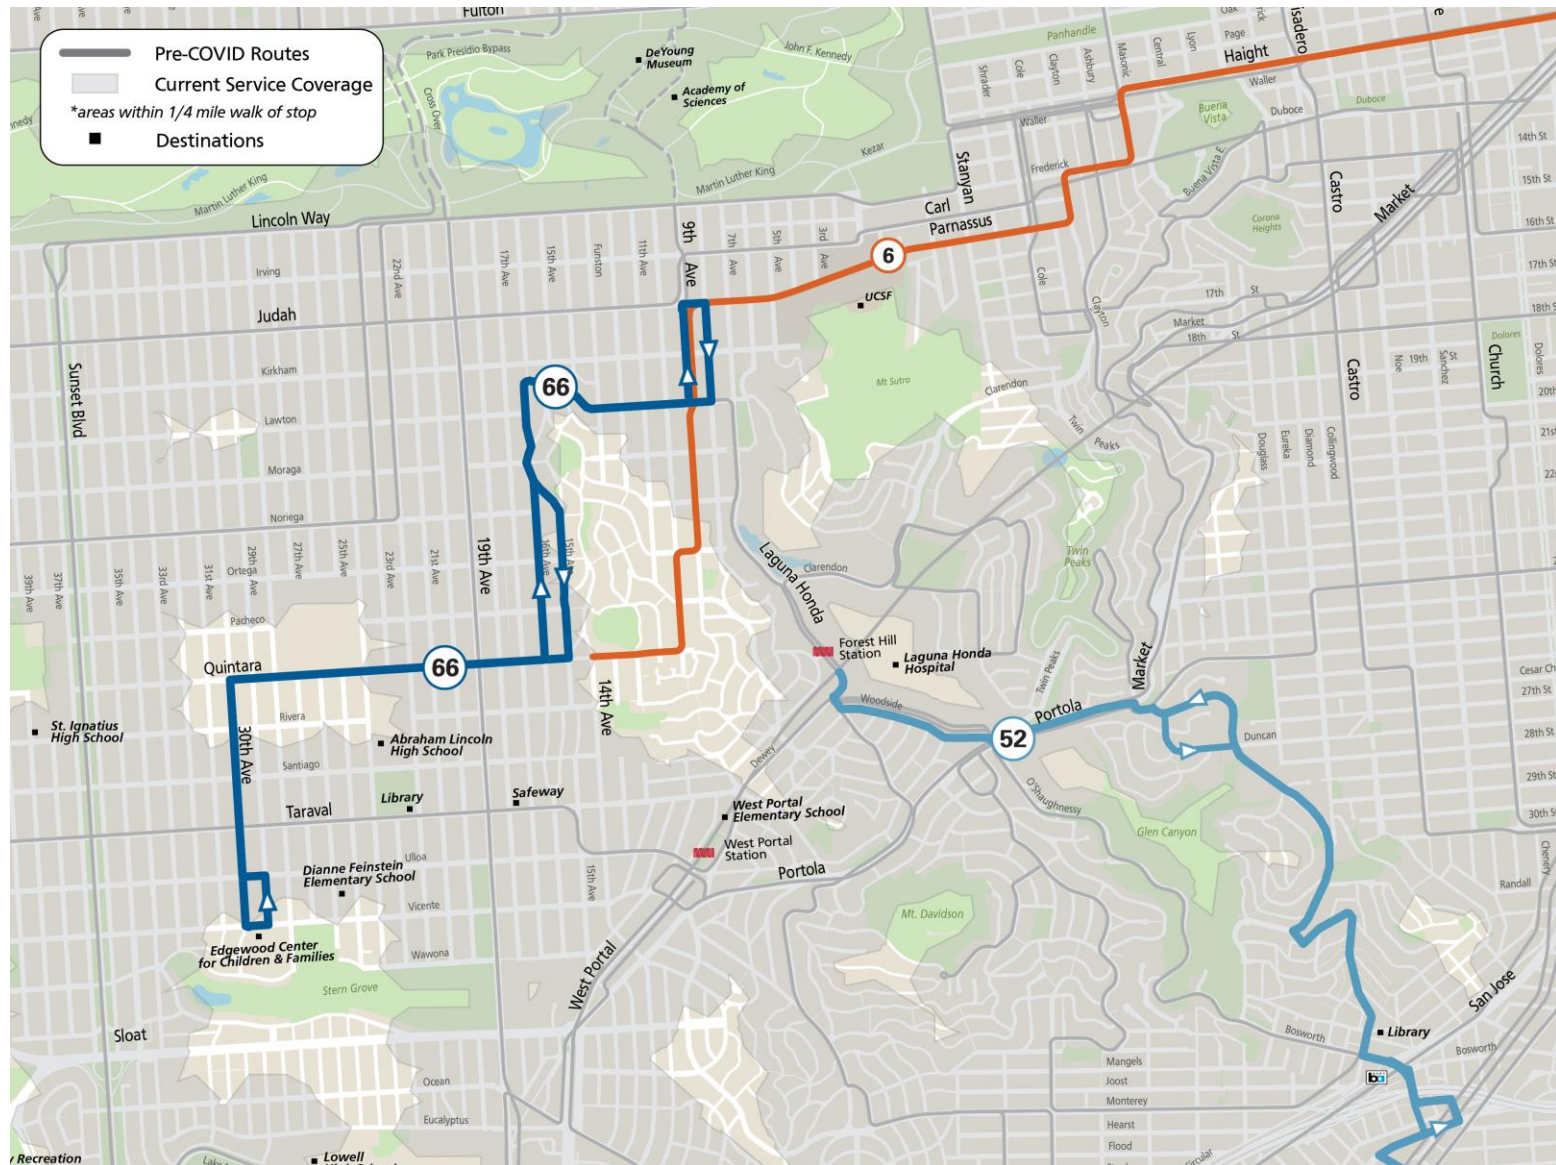 Fulton
Pre-COVID Routes
Current Service Coverage
*areas within 1/4 mile walk of stop
Destinations
Park Presidio Bypass
DeYoung
Museum
John F. Kennedy
Academy of
Sciences
Cross Over
Martin Luther King
Martin Luther King
Kezar
Panhandle
Oak
Page
Haight
Waller
Shrader
Cole
Clayton
Ashbury
Masonic
Central
Lyon
Waller
Buena
Vista
Duboce
Duboce
14th St
Frederick
Buena Vista E.
15th St
16th St
17th St
18th St
Stanyan
Castro
Market
Corona
Heights
Lincoln Way
Carl
Parnassus
6
UCSF
Irving
22nd Ave
17th Ave
15th Ave
Funston
11th Ave
9th
Ave
7th Ave
5th Ave
3rd Ave
Cole
Clayton
17th St
Market
18th St
Judah
Sunset Blvd
Kirkham
66
Lawton
Moraga
Noriega
Mt Sutro
Clarendon
Twin Peaks
Castro
Noe
19th St
Sanchez
Church
Dolores
Dolores
Douglass
Eureka
Diamond
Collingwood
39th Ave
37th Ave
35th Ave
33rd Ave
31st Ave
29th Ave
27th Ave
25th Ave
23rd Ave
21st Ave
19th Ave
16th Ave
Ortega
Pacheco
Laguna Honda
Clarendon
Twin
Peaks
Forest Hill
Station
Laguna Honda
Hospital
Twin Peaks
Market
27th St
28th St
29th St
Quintara
66
14th Ave
Woodside
52
Portola
Duncan
St. Ignatius
High School
Rivera
30th Ave
Abraham Lincoln
High School
Santiago
Dewey
O'Shaughnessy
Glen Canyon
Taraval
Library
Safeway
West Portal
Elementary School
West Portal
Station
Portola
Cheney
Randall
Ulloa
15th Ave
Dianne Feinstein
Elementary School
Vicente
Mt. Davidson
Edgewood Center
for Children & Families
Wawona
Stern Grove
West Portal
San Jose
Sloat
Bosworth
Library
Bosworth
Ocean
Eucalyptus
Mangels
Joost
Monterey
Hearst
Flood
Circular
Lowell